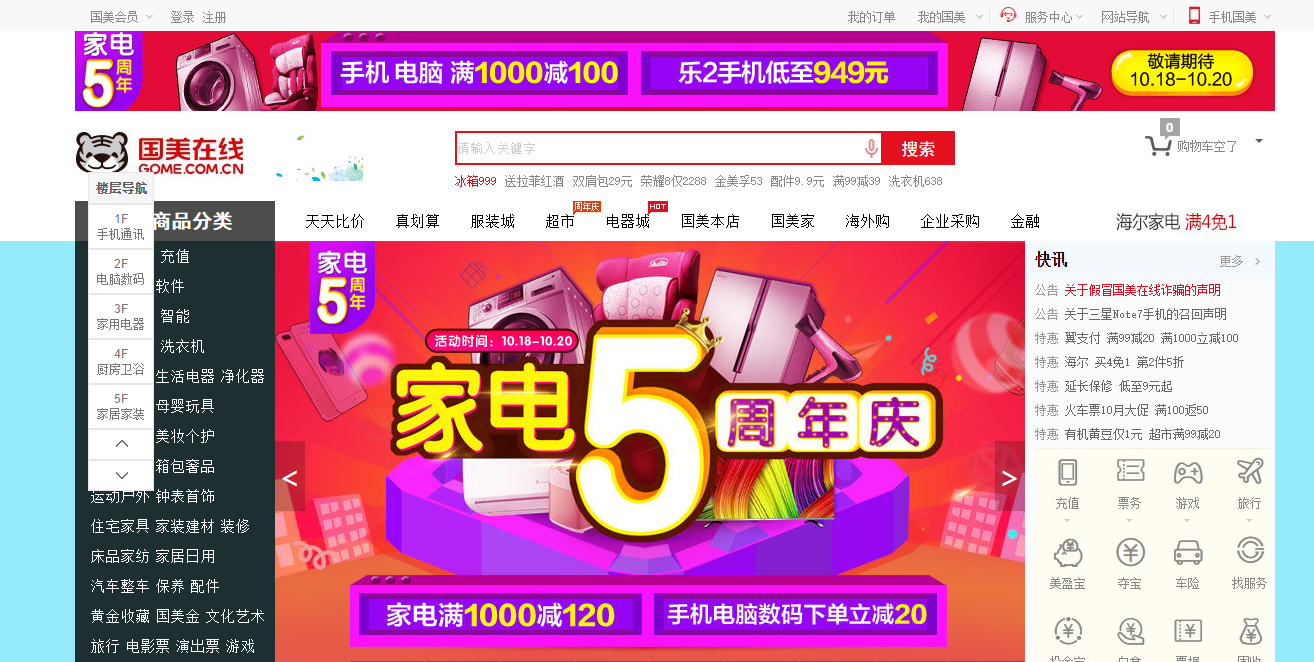 国美会员 登录 注册 我的订单 我的国美 服务中心 网站导航 手机国美
家电
5周年
手机 电脑 满1000减100 乐2手机低至949元
敬请期待
10.18-10.20
国美在线
GOME.COM.CN
请输入关键字 搜索
0
购物车空了
冰箱999 送拉菲红酒 双肩包29元 荣耀8仅2288 金美孚53 配件9.9元 满99减39 洗衣机638
楼层导航
1F
手机通讯
2F
电脑数码
3F
家用电器
4F
厨房卫浴
5F
家居家装
商品分类
天天比价 真划算 服装城 超市 周年庆 电器城 HOT 国美本店 国美家 海外购 企业采购 金融
海尔家电 满4免1
充值
软件
智能
洗衣机
生活电器 净化器
母婴玩具
美妆个护
箱包奢品
运动户外 钟表首饰
住宅家具 家装建材 装修
床品家纺 家居日用
汽车整车 保养 配件
黄金收藏 国美金 文化艺术
旅行 电影票 演出票 游戏
家电
5周年
活动时间：10.18-10.20
家电5周年庆
< >
家电满1000减120 手机电脑数码下单立减20
快讯 更多 >
公告 关于假冒国美在线诈骗的声明
公告 关于三星Note7手机的召回声明
特惠 翼支付 满99减20 满1000立减100
特惠 海尔 买4免1 第2件5折
特惠 延长保修 低至9元起
特惠 火车票10月大促 满100返50
特惠 有机黄豆仅1元 超市满99减20
充值 票务 游戏 旅行
美盈宝 夺宝 车险 找服务